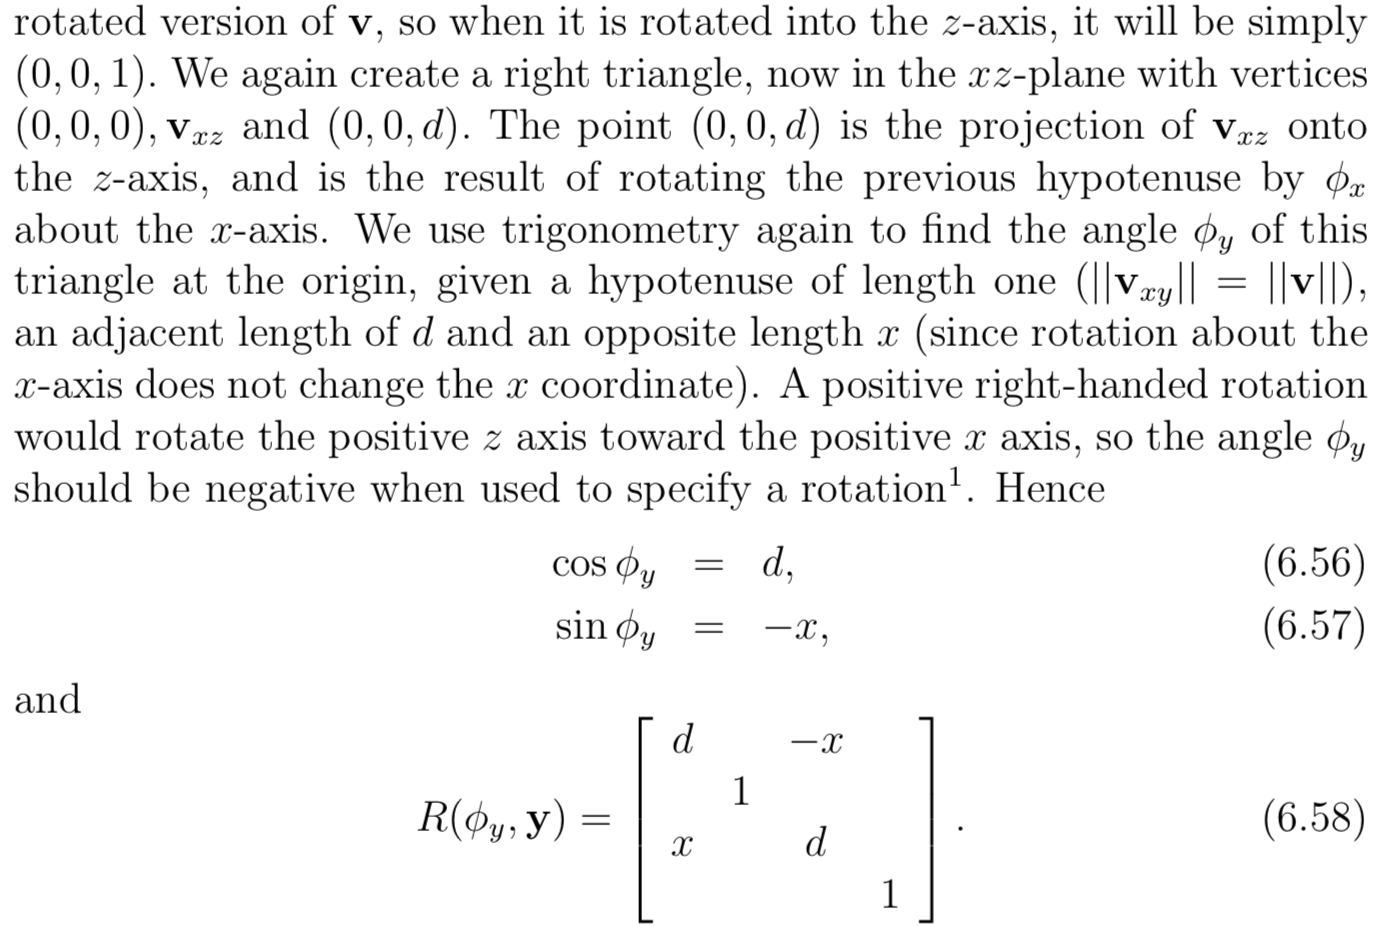 rotated version of v, so when it is rotated into the z-axis, it will be simply
(0, 0, 1). We again create a right triangle, now in the xz-plane with vertices
(0, 0, 0), v_{xz} and (0, 0, d). The point (0, 0, d) is the projection of v_{xz} onto
the z-axis, and is the result of rotating the previous hypotenuse by ϕ_x
about the x-axis. We use trigonometry again to find the angle ϕ_y of this
triangle at the origin, given a hypotenuse of length one (||v_{xy}|| = ||v||),
an adjacent length of d and an opposite length x (since rotation about the
x-axis does not change the x coordinate). A positive right-handed rotation
would rotate the positive z axis toward the positive x axis, so the angle ϕ_y
should be negative when used to specify a rotation¹. Hence
cos ϕ_y = d, (6.56)
sin ϕ_y = −x, (6.57)
and
d −x
1
R(ϕ_y, y) = [ ] . (6.58)
x d
1